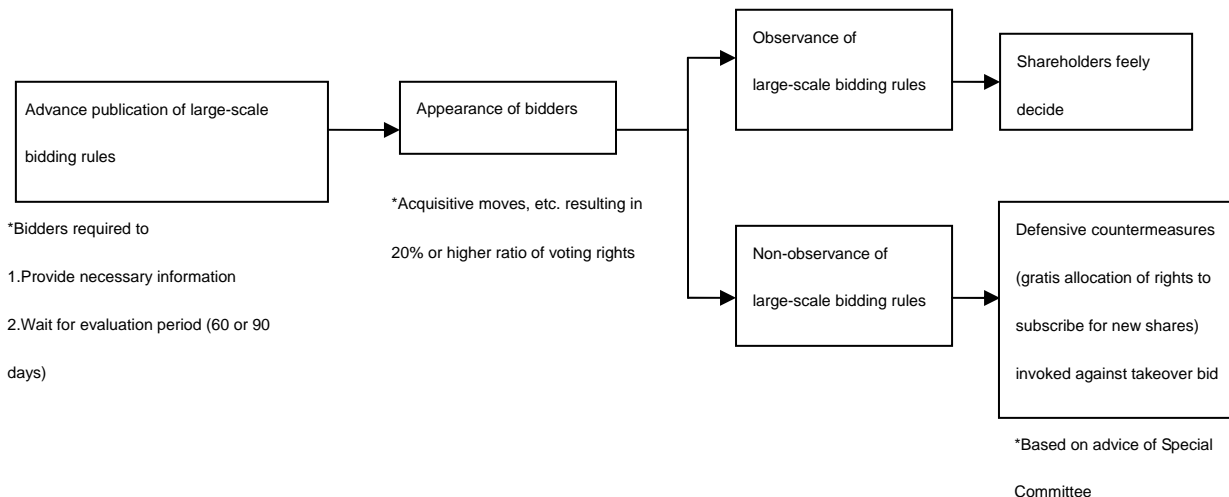 Advance publication of large-scale
bidding rules
*Bidders required to
1.Provide necessary information
2.Wait for evaluation period (60 or 90
days)
Appearance of bidders
*Acquisitive moves, etc. resulting in
20% or higher ratio of voting rights
Observance of
large-scale bidding rules
Shareholders feely
decide
Non-observance of
large-scale bidding rules
Defensive countermeasures
(gratis allocation of rights to
subscribe for new shares)
invoked against takeover bid
*Based on advice of Special
Committee